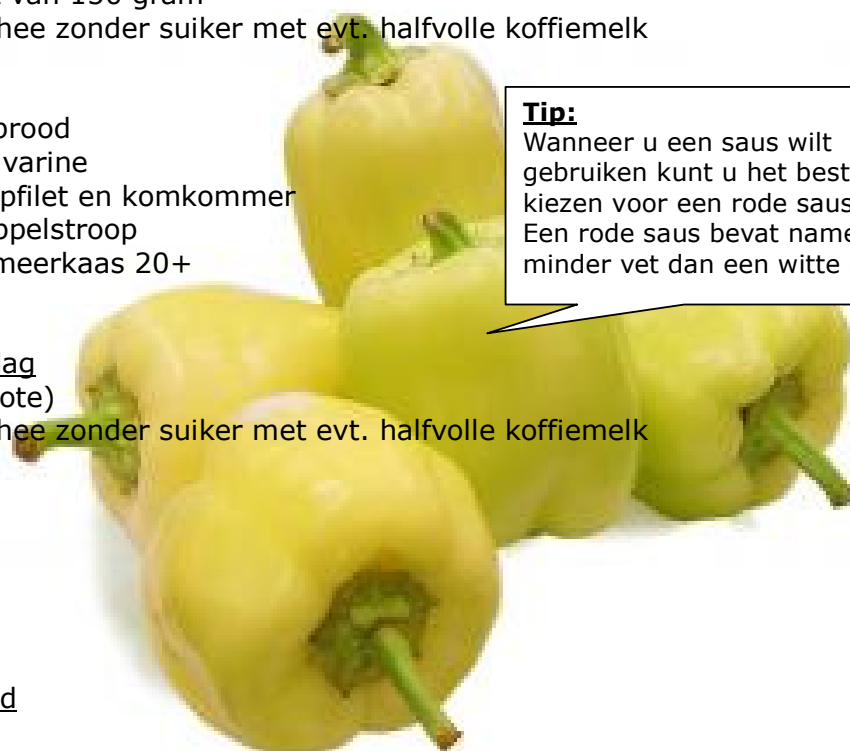 van 150 gram
hee zonder suiker met evt. halfvolle koffiemelk
brood
varine
pfilet en komkommer
ppelstroop
meerkaas 20+
Tip:
Wanneer u een saus wilt
gebruiken kunt u het best
kiezen voor een rode saus
Een rode saus bevat name
minder vet dan een witte
ag
ote)
hee zonder suiker met evt. halfvolle koffiemelk
d